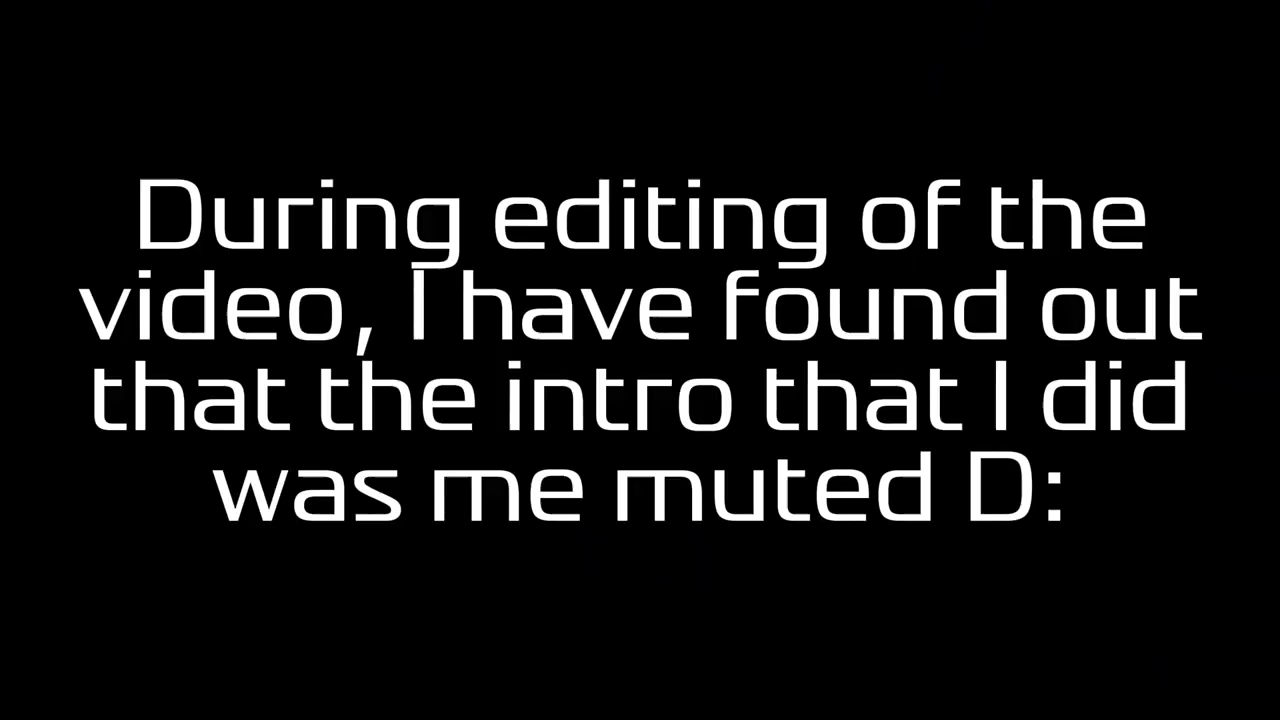 During editing of the
video, I have found out
that the intro that I did
was me muted D: